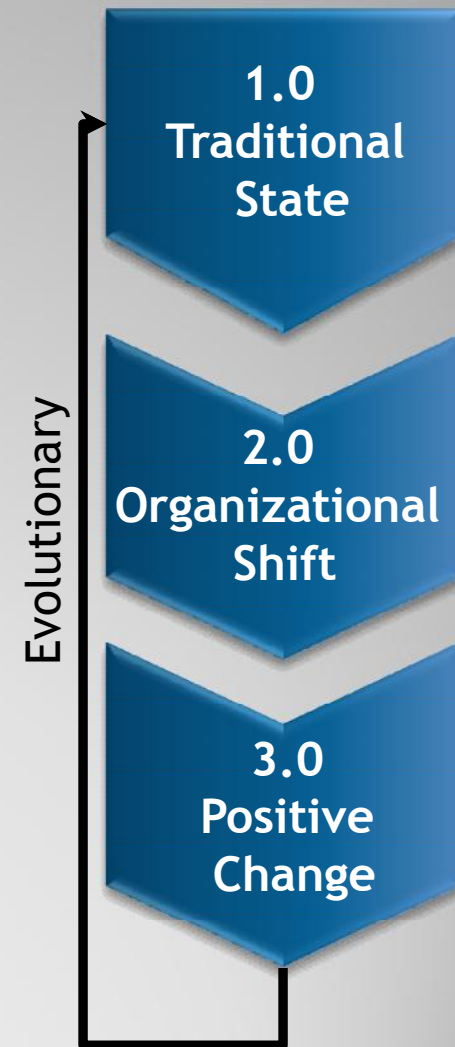 1.0
Traditional
State
Evolutionary
2.0
Organizational
Shift
3.0
Positive
Change